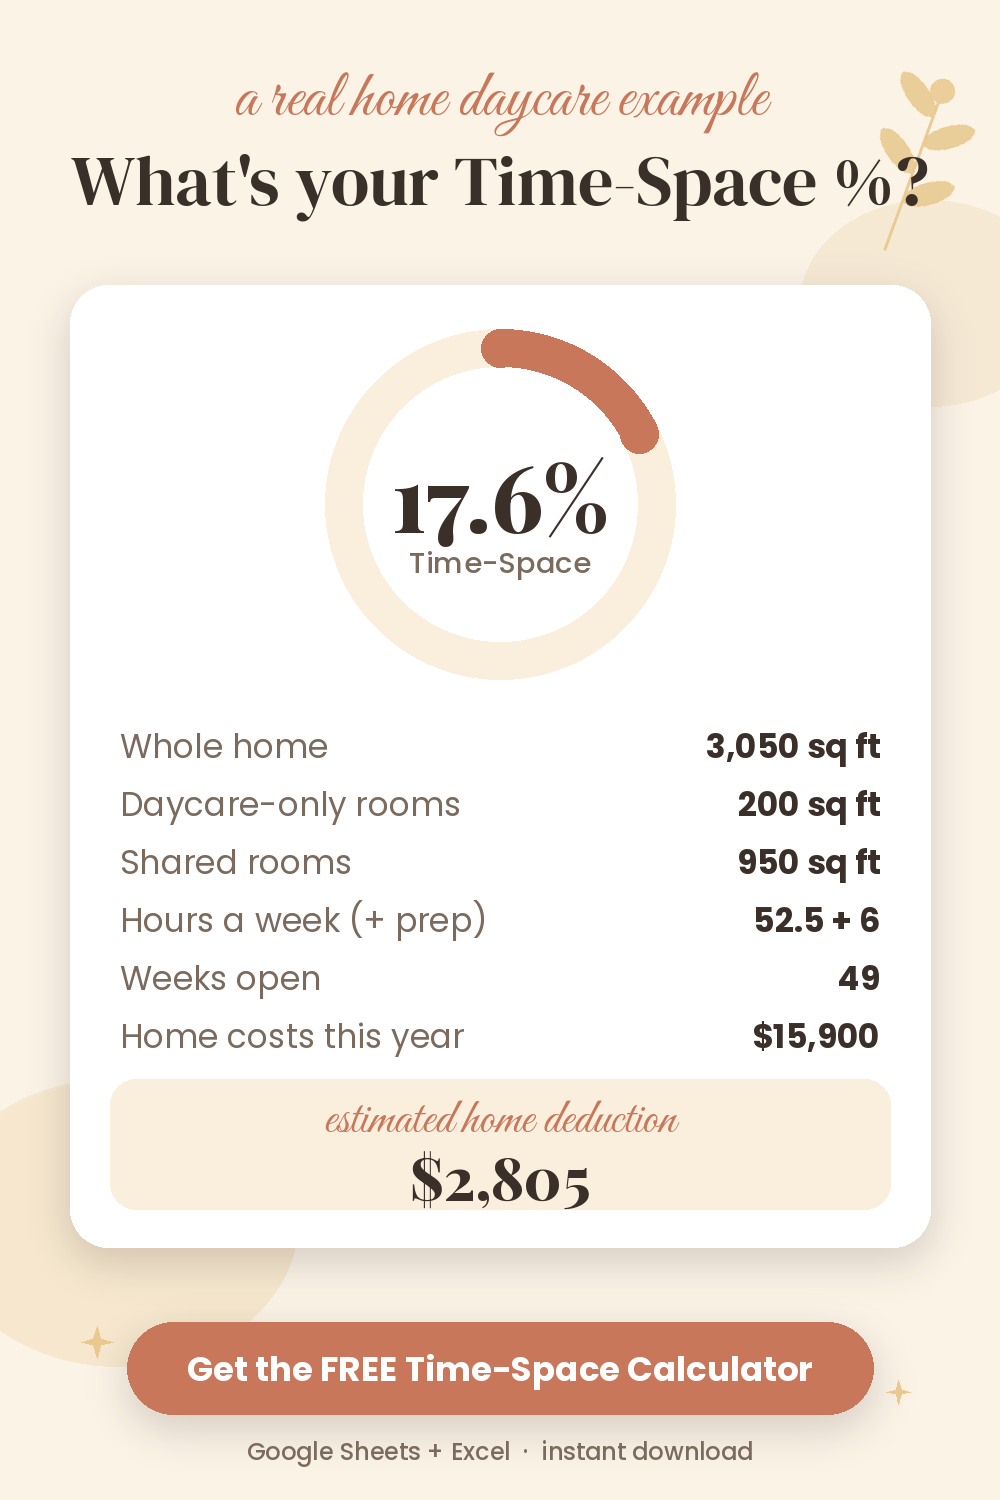 a real home daycare example
What's your Time-Space %?
17.6%
Time-Space
Whole home 3,050 sq ft
Daycare-only rooms 200 sq ft
Shared rooms 950 sq ft
Hours a week (+ prep) 52.5 + 6
Weeks open 49
Home costs this year $15,900
estimated home deduction
$2,805
Get the FREE Time-Space Calculator
Google Sheets + Excel · instant download